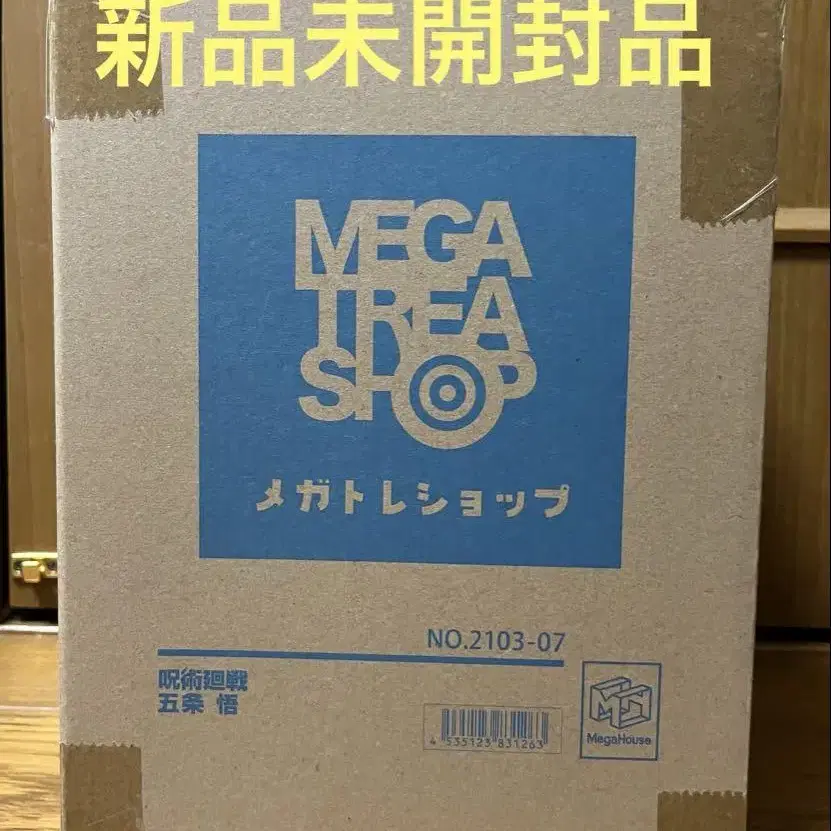 新品未開封品
MEGA
TREA
SHOP
メガトレショップ
NO.2103-07
呪術廻戦
五条 悟
4 535123 831263
MegaHouse